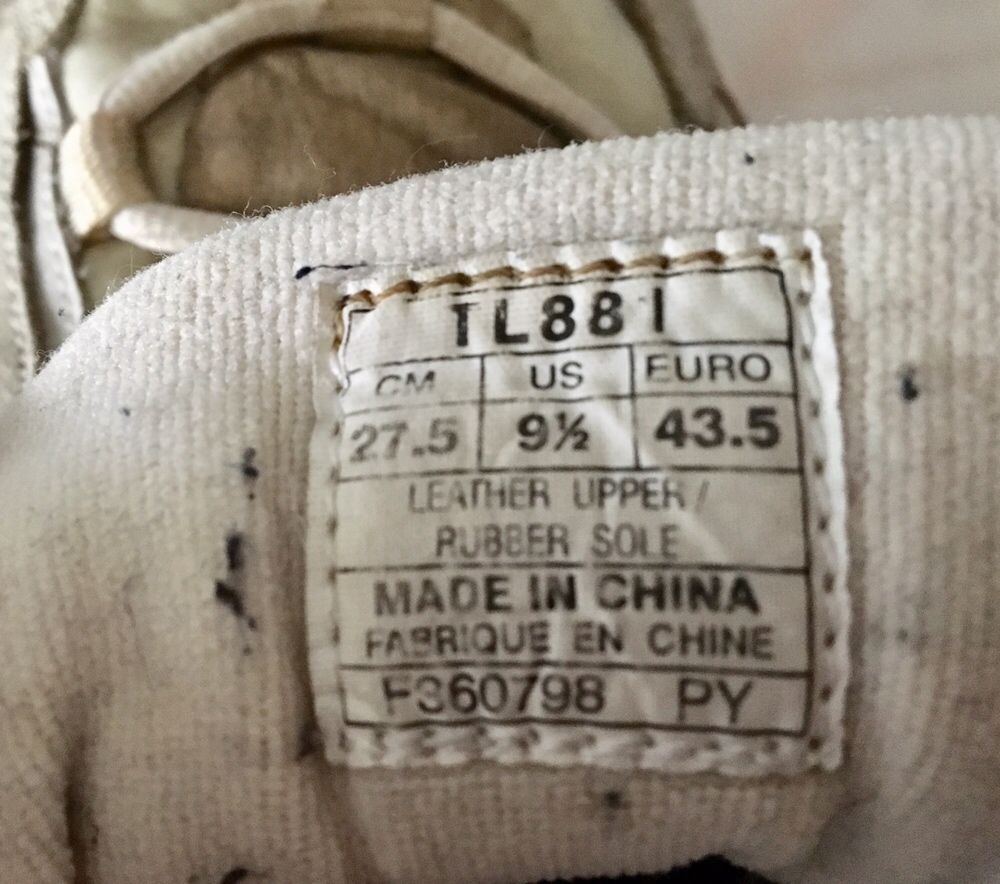 TL881
CM US EURO
27.5 9½ 43.5
LEATHER UPPER /
RUBBER SOLE
MADE IN CHINA
FABRIQUE EN CHINE
FS60798 PY